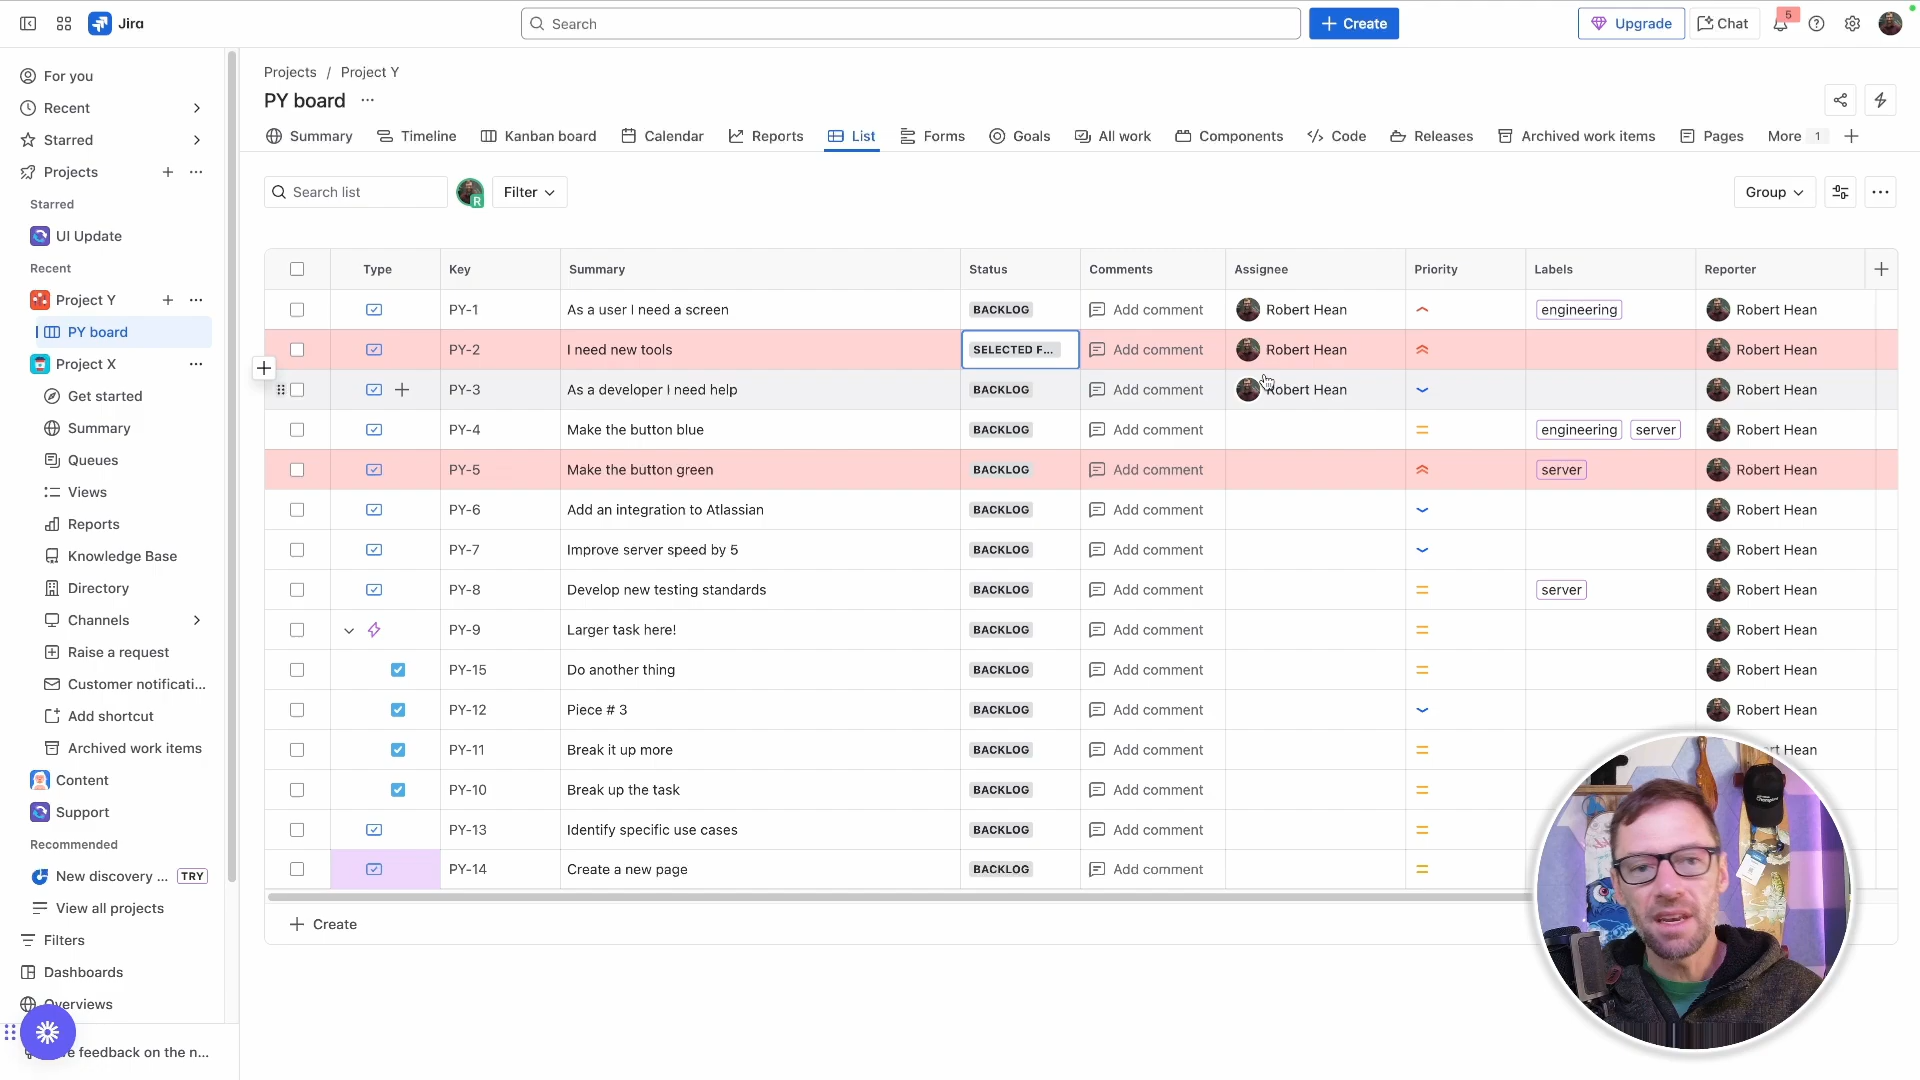 Jira
Search
Create
Upgrade
Chat
5
For you
Recent
Starred
Projects
Starred
UI Update
Recent
Project Y
PY board
Project X
Get started
Summary
Queues
Views
Reports
Knowledge Base
Directory
Channels
Raise a request
Customer notificati...
Add shortcut
Archived work items
Content
Support
Recommended
New discovery ... TRY
View all projects
Filters
Dashboards
Overviews
feedback on the n...
Projects / Project Y
PY board
Summary Timeline Kanban board Calendar Reports List Forms Goals All work Components Code Releases Archived work items Pages More 1
Search list R Filter Group
Type Key Summary Status Comments Assignee Priority Labels Reporter
PY-1 As a user I need a screen BACKLOG Add comment Robert Hean engineering Robert Hean
PY-2 I need new tools SELECTED F... Add comment Robert Hean Robert Hean
PY-3 As a developer I need help BACKLOG Add comment Robert Hean Robert Hean
PY-4 Make the button blue BACKLOG Add comment engineering server Robert Hean
PY-5 Make the button green BACKLOG Add comment server Robert Hean
PY-6 Add an integration to Atlassian BACKLOG Add comment Robert Hean
PY-7 Improve server speed by 5 BACKLOG Add comment Robert Hean
PY-8 Develop new testing standards BACKLOG Add comment server Robert Hean
PY-9 Larger task here! BACKLOG Add comment Robert Hean
PY-15 Do another thing BACKLOG Add comment Robert Hean
PY-12 Piece # 3 BACKLOG Add comment Robert Hean
PY-11 Break it up more BACKLOG Add comment Hean
PY-10 Break up the task BACKLOG Add comment
PY-13 Identify specific use cases BACKLOG Add comment
PY-14 Create a new page BACKLOG Add comment
Create